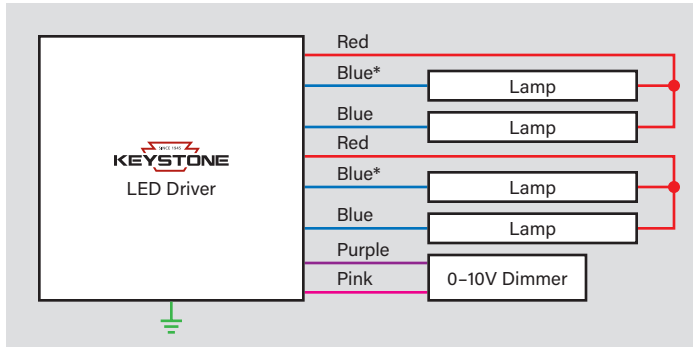 Red
Blue*
Lamp
Blue
Lamp
Red
SINCE 1945
KEYSTONE
LED Driver
Blue*
Lamp
Blue
Lamp
Purple
Pink
0–10V Dimmer